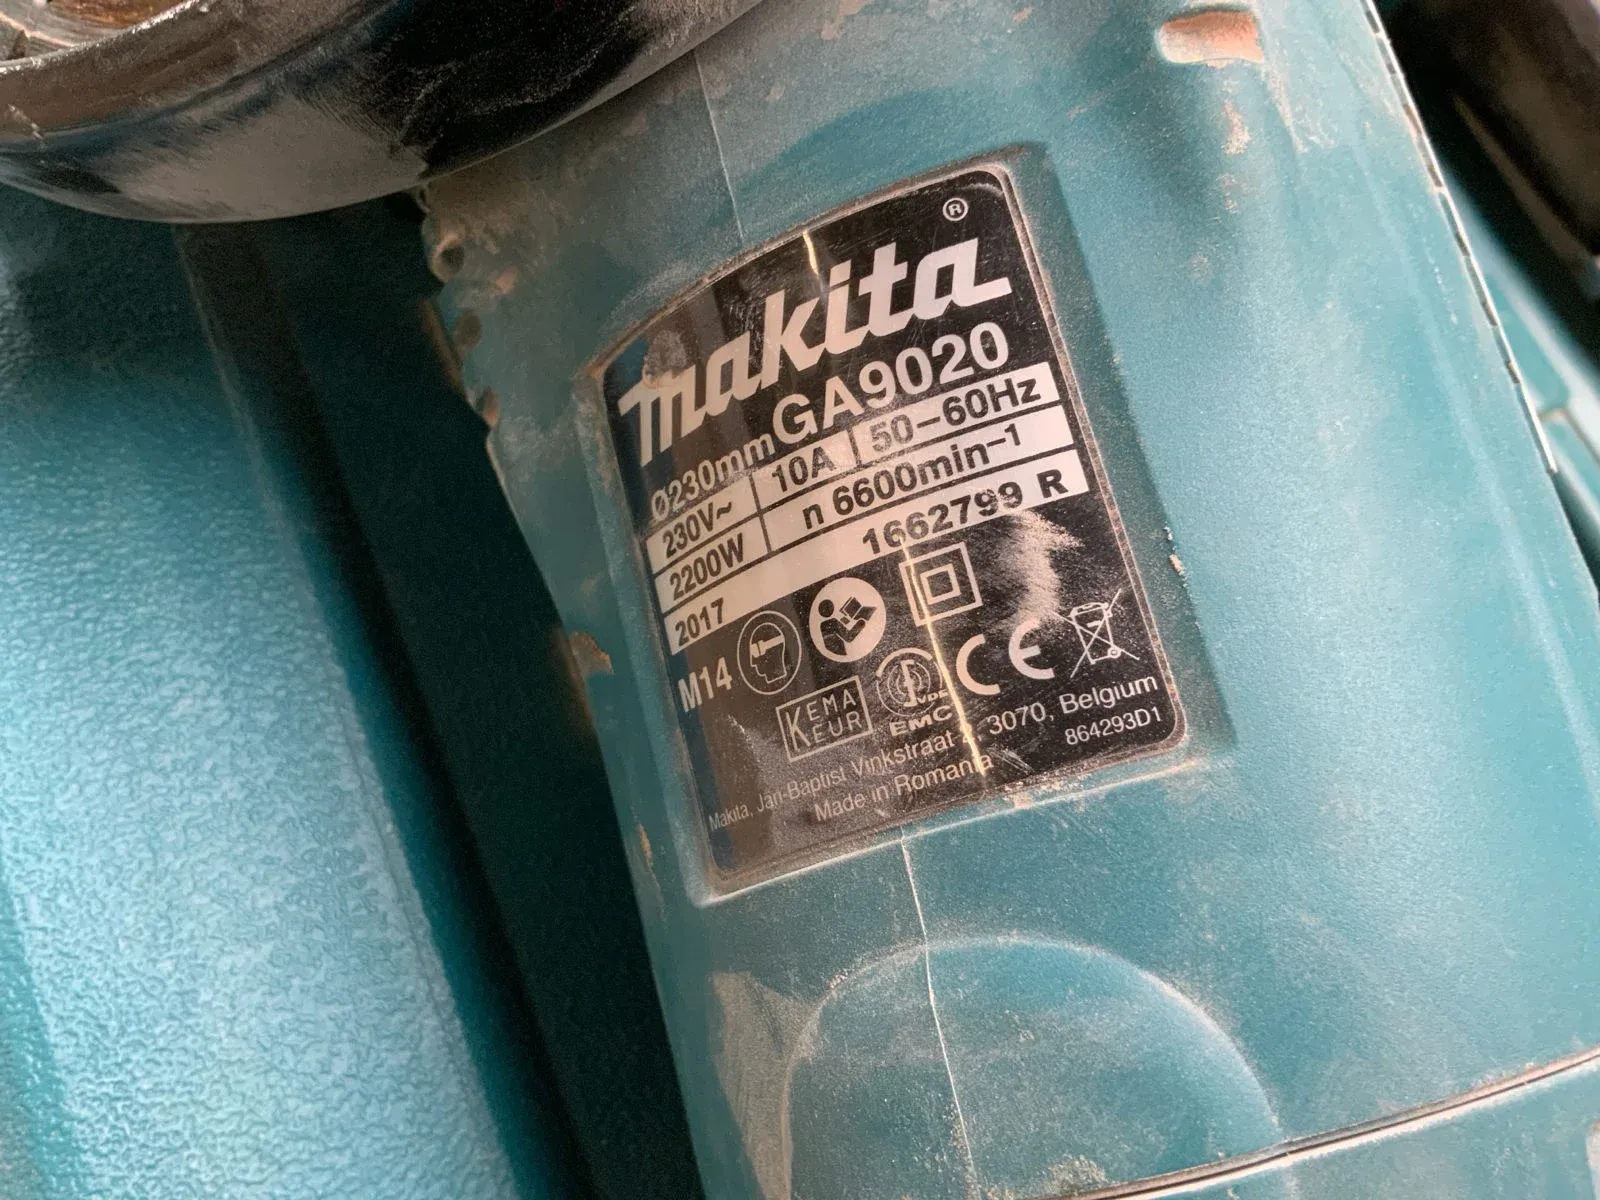 makita®
ø230mm GA9020
230V~ 10A 50-60Hz
2200W n 6600min⁻¹
2017 1662799 R
M14
KEMA
KEUR
VDE
EMC
CE
Makita, Jan-Baptist Vinkstraat 2, 3070, Belgium
Made in Romania
864293D1